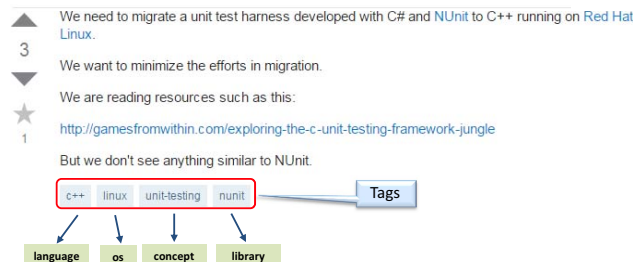 We need to migrate a unit test harness developed with C# and NUnit to C++ running on Red Hat
Linux.
3
We want to minimize the efforts in migration.
We are reading resources such as this:
1
http://gamesfromwithin.com/exploring-the-c-unit-testing-framework-jungle
But we don't see anything similar to NUnit.
c++ linux unit-testing nunit
Tags
language os concept library